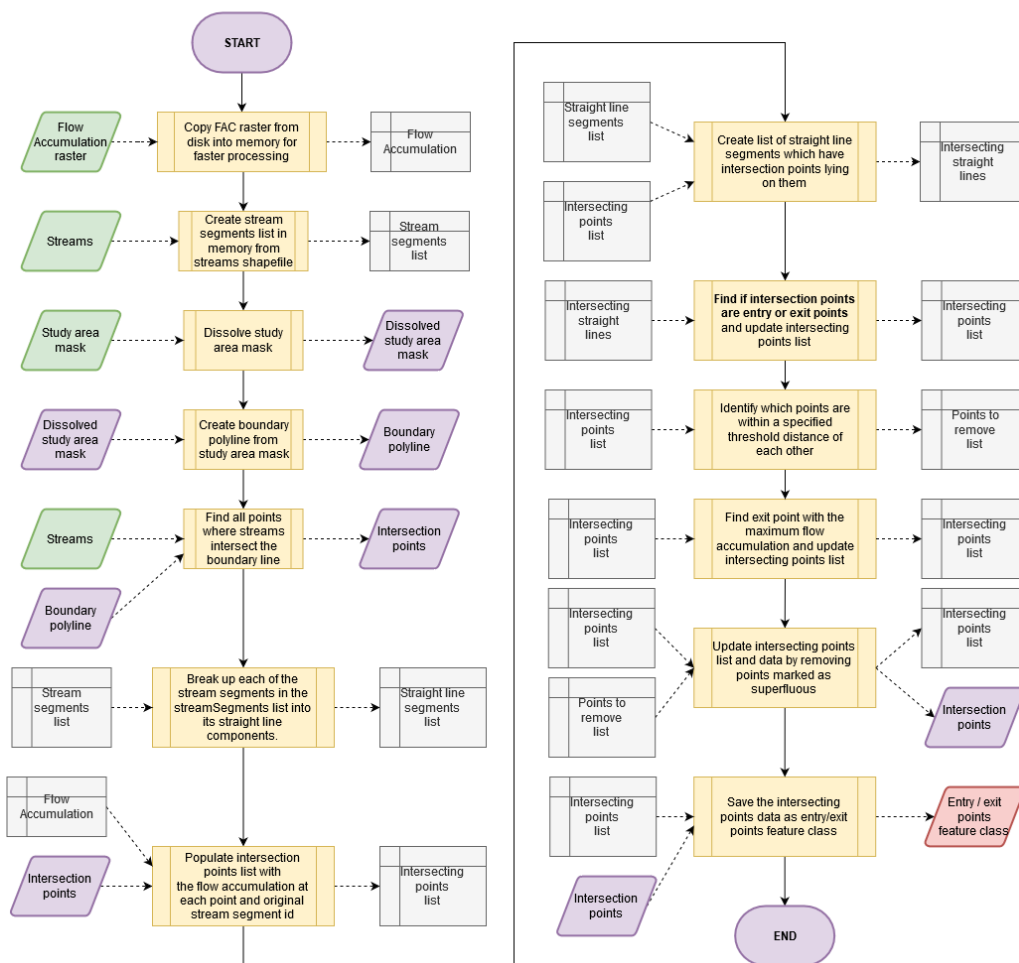 START
Flow
Accumulation
raster
Copy FAC raster from
disk into memory for
faster processing
Flow
Accumulation
Streams
Create stream
segments list in
memory from
streams shapefile
Stream
segments
list
Study area
mask
Dissolve study
area mask
Dissolved
study area
mask
Dissolved
study area
mask
Create boundary
polyline from
study area mask
Boundary
polyline
Streams
Find all points
where streams
intersect the
boundary line
Intersection
points
Boundary
polyline
Stream
segments
list
Break up each of the
stream segments in the
streamSegments list into
its straight line
components.
Straight line
segments
list
Flow
Accumulation
Intersection
points
Populate intersection
points list with
the flow accumulation at
each point and original
stream segment id
Intersecting
points
list
Straight line
segments
list
Intersecting
points
list
Create list of straight line
segments which have
intersection points lying
on them
Intersecting
straight
lines
Intersecting
straight
lines
Find if intersection points
are entry or exit points
and update intersecting
points list
Intersecting
points
list
Intersecting
points
list
Identify which points are
within a specified
threshold distance of
each other
Points to
remove
list
Intersecting
points
list
Find exit point with the
maximum flow
accumulation and update
intersecting points list
Intersecting
points
list
Intersecting
points
list
Points to
remove
list
Update intersecting points
list and data by removing
points marked as
superfluous
Intersecting
points
list
Intersection
points
Intersecting
points
list
Intersection
points
Save the intersecting
points data as entry/exit
points feature class
Entry / exit
points
feature class
END